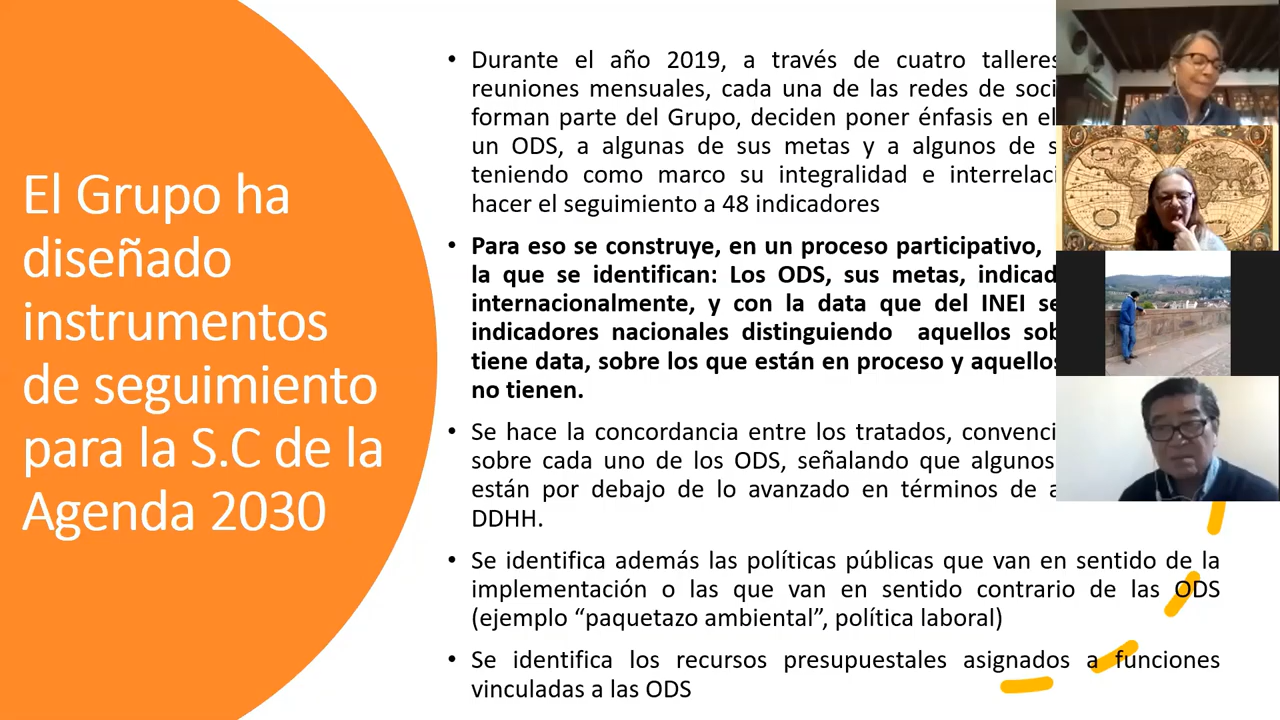 El Grupo ha
diseñado
instrumentos
de seguimiento
para la S.C de la
Agenda 2030
• Durante el año 2019, a través de cuatro talleres
reuniones mensuales, cada una de las redes de
forman parte del Grupo, deciden poner énfasis en
un ODS, a algunas de sus metas y a algunos de
teniendo como marco su integralidad e
hacer el seguimiento a 48 indicadores
• Para eso se construye, en un proceso participativo,
la que se identifican: Los ODS, sus metas,
internacionalmente, y con la data que del INEI
indicadores nacionales distinguiendo aquellos
tiene data, sobre los que están en proceso y aquellos
no tienen.
• Se hace la concordancia entre los tratados,
sobre cada uno de los ODS, señalando que algunos
están por debajo de lo avanzado en términos de
DDHH.
• Se identifica además las políticas públicas que van en sentido de la
implementación o las que van en sentido contrario de las ODS
(ejemplo “paquetazo ambiental”, política laboral)
• Se identifica los recursos presupuestales asignados a funciones
vinculadas a las ODS